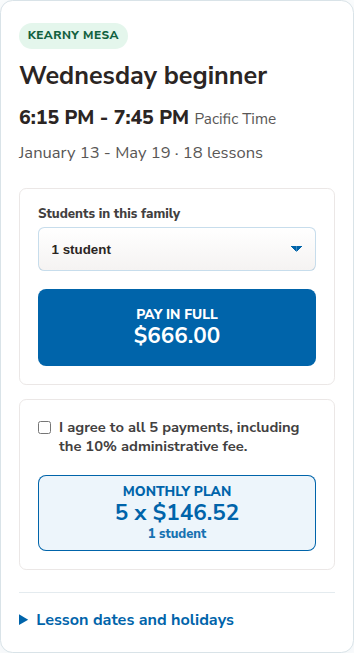 KEARNY MESA
Wednesday beginner
6:15 PM - 7:45 PM Pacific Time
January 13 - May 19 · 18 lessons
Students in this family
1 student
PAY IN FULL
$666.00
I agree to all 5 payments, including
the 10% administrative fee.
MONTHLY PLAN
5 x $146.52
1 student
Lesson dates and holidays